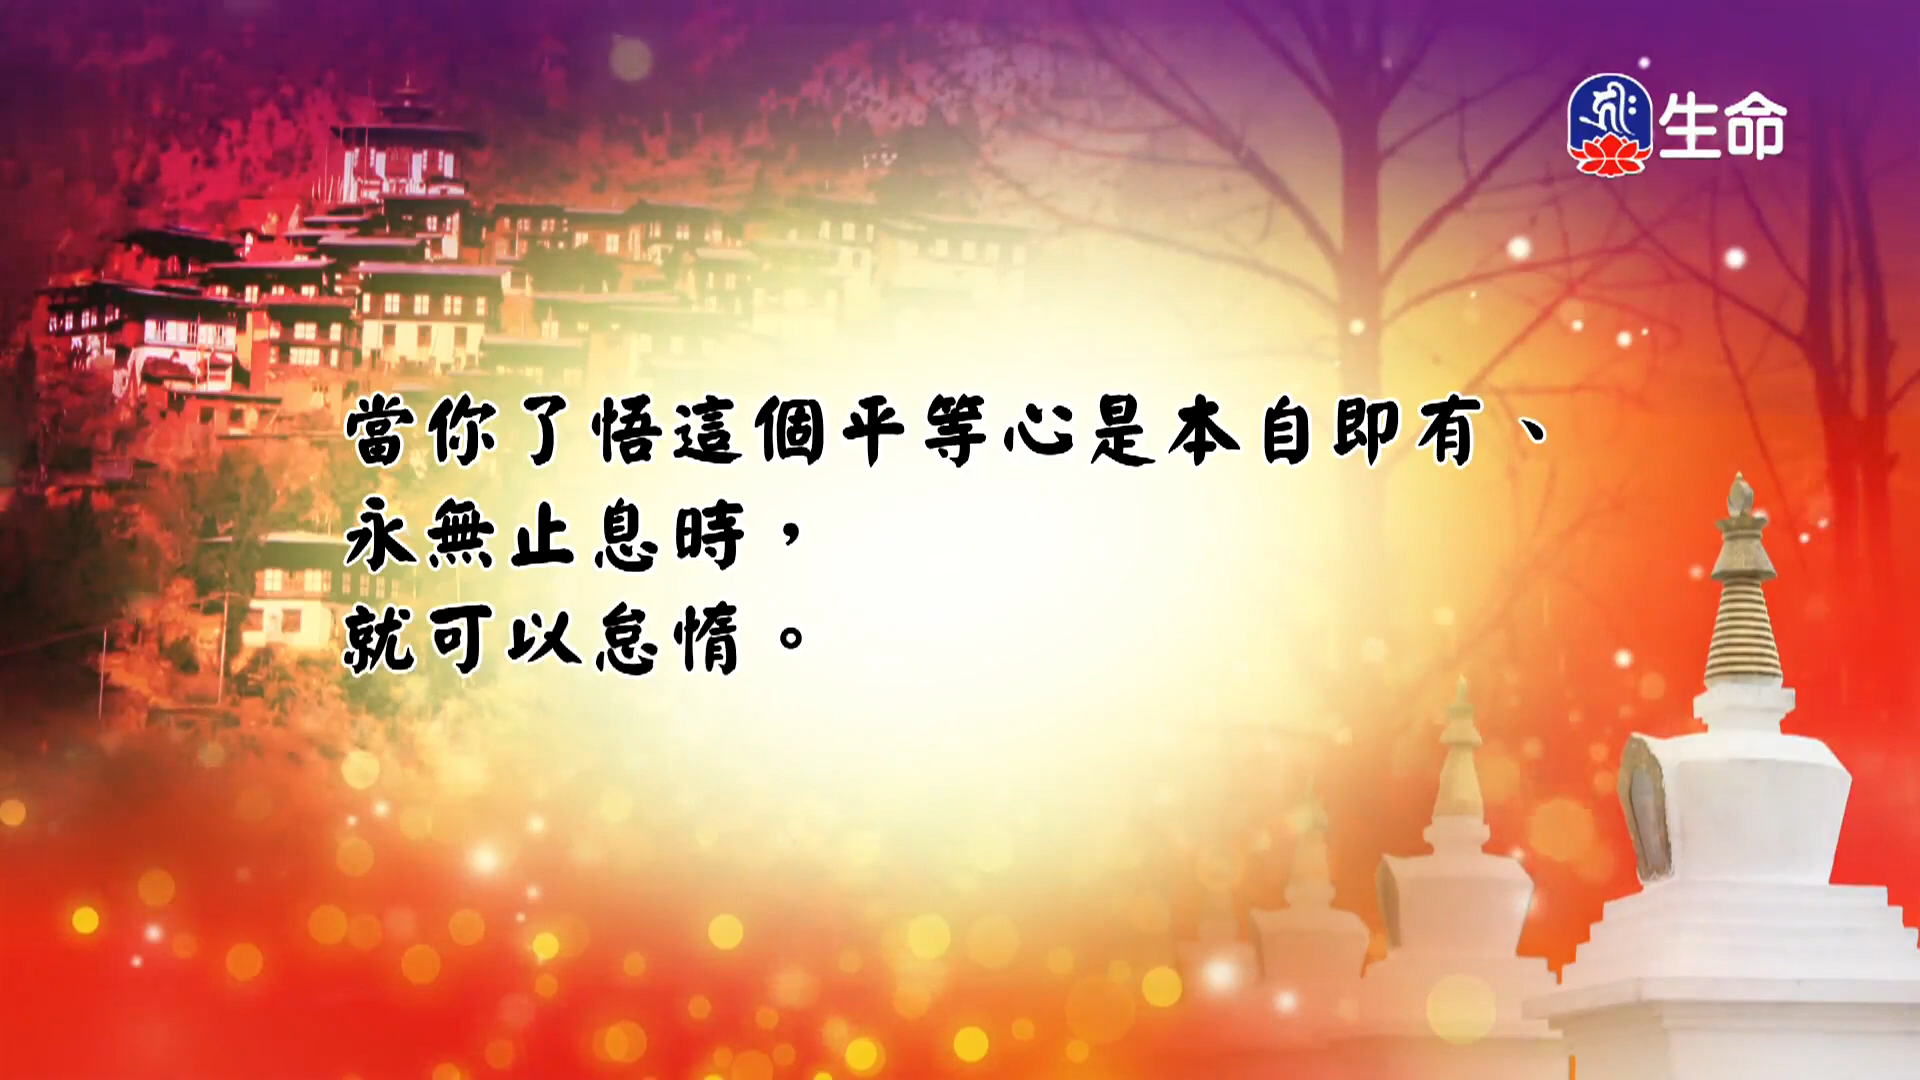 生命
當你了悟這個平等心是本自即有、
永無止息時，
就可以怠惰。